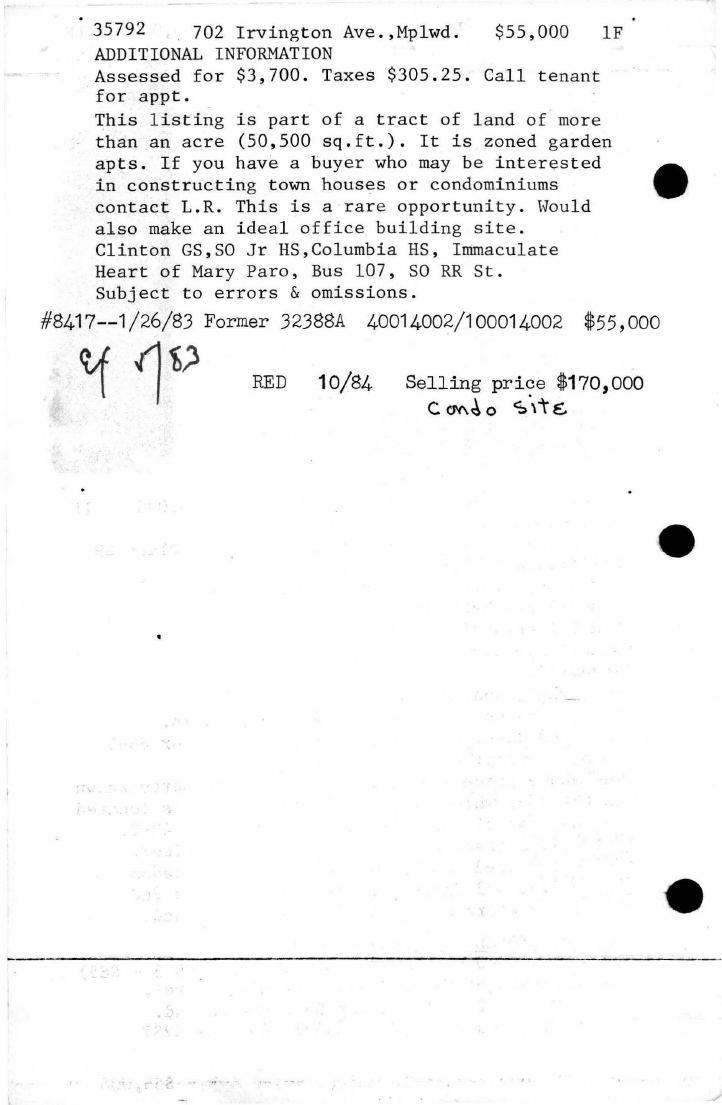 35792 702 Irvington Ave.,Mplwd. $55,000 1F
ADDITIONAL INFORMATION
Assessed for $3,700. Taxes $305.25. Call tenant
for appt.
This listing is part of a tract of land of more
than an acre (50,500 sq.ft.). It is zoned garden
apts. If you have a buyer who may be interested
in constructing town houses or condominiums
contact L.R. This is a rare opportunity. Would
also make an ideal office building site.
Clinton GS,SO Jr HS,Columbia HS, Immaculate
Heart of Mary Paro, Bus 107, SO RR St.
Subject to errors & omissions.
#8417--1/26/83 Former 32388A 40014002/100014002 $55,000
83
RED 10/84 Selling price $170,000
Condo Site